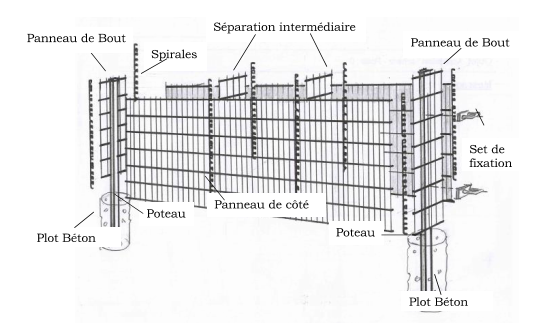 Séparation intermédiaire
Panneau de Bout
Panneau de Bout
Spirales
Set de
fixation
Panneau de côté
Poteau
Poteau
Plot Béton
Plot Béton